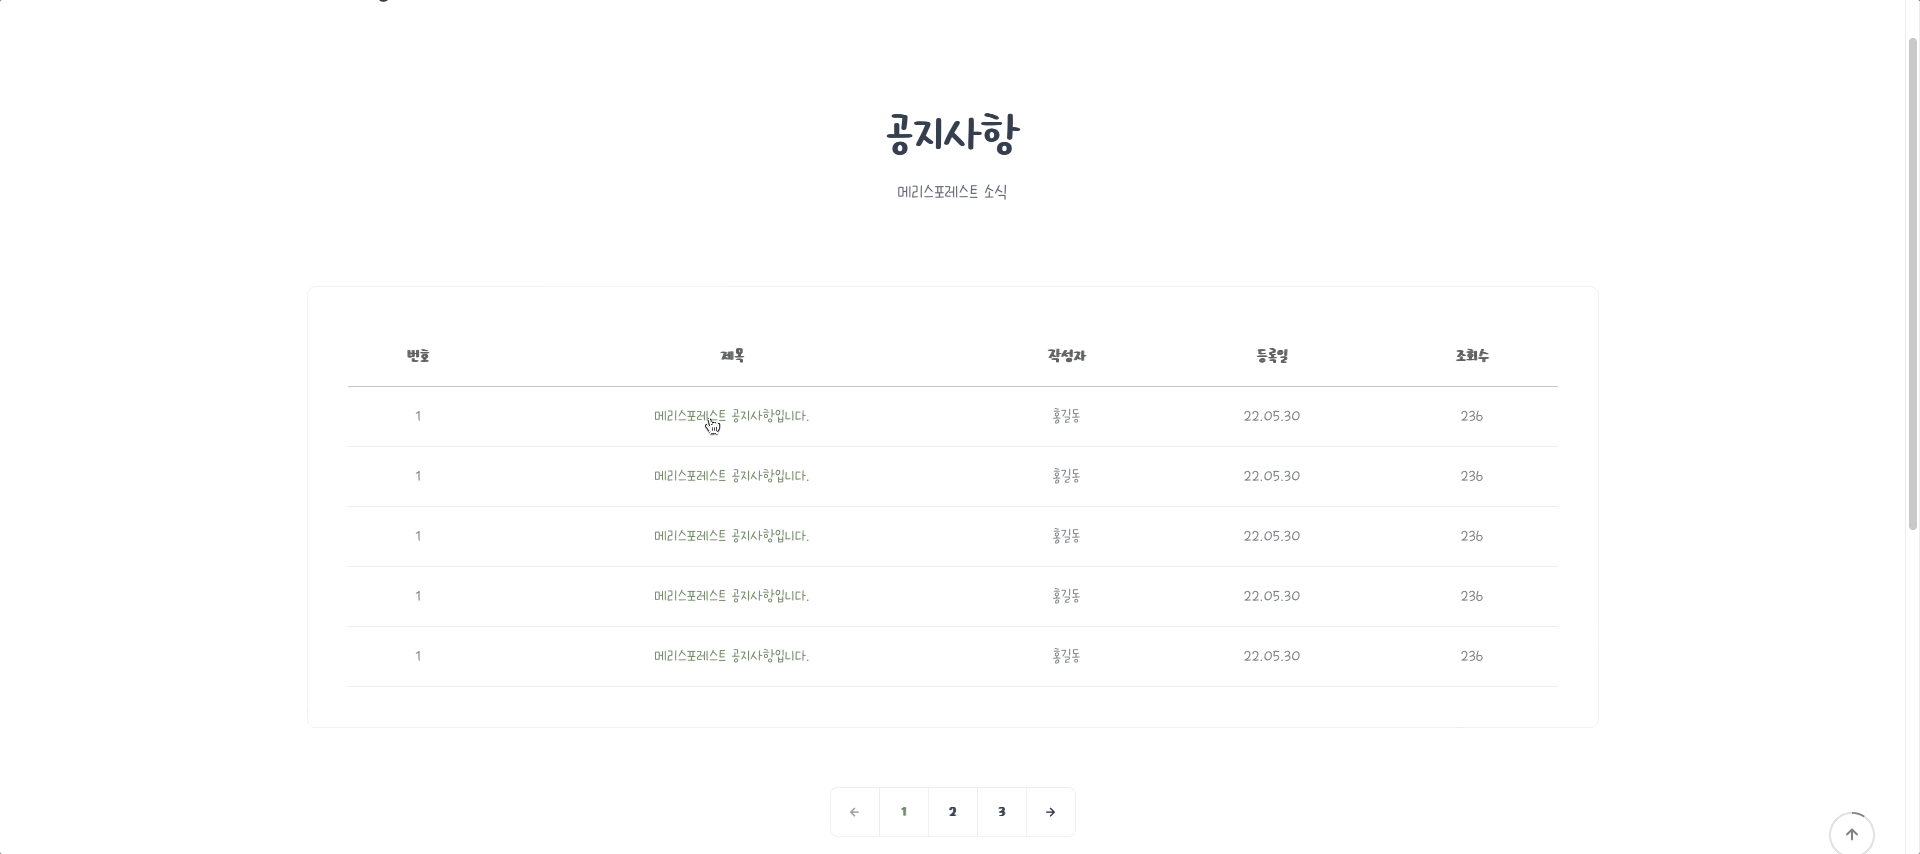 공지사항
메리스포레스트 소식
번호 제목 작성자 등록일 조회수
1 메리스포레스트 공지사항입니다. 홍길동 22.05.30 236
1 메리스포레스트 공지사항입니다. 홍길동 22.05.30 236
1 메리스포레스트 공지사항입니다. 홍길동 22.05.30 236
1 메리스포레스트 공지사항입니다. 홍길동 22.05.30 236
1 메리스포레스트 공지사항입니다. 홍길동 22.05.30 236
← 1 2 3 →